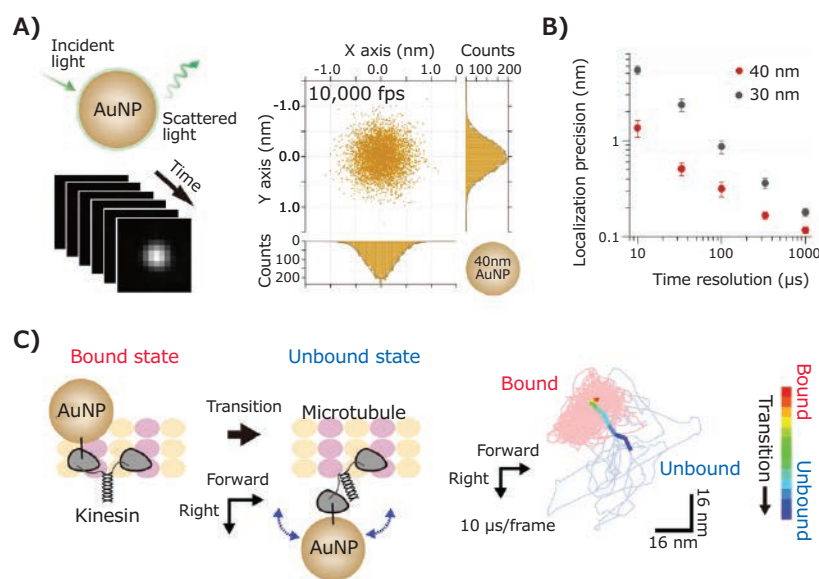 A)
Incident
light
AuNP
Scattered
light
Time
X axis (nm)
-1.0 0.0 1.0
Counts
0 100 200
10,000 fps
Y axis (nm)
-1.0
0.0
1.0
Counts
0
100
200
40nm
AuNP
B)
Localization precision (nm)
1
0.1
40 nm
30 nm
10 100 1000
Time resolution (µs)
C)
Bound state
AuNP
Kinesin
Transition
Forward
Right
Unbound state
Microtubule
AuNP
Bound
Forward
Right
10 µs/frame
Unbound
16 nm
16 nm
Bound
Transition
Unbound